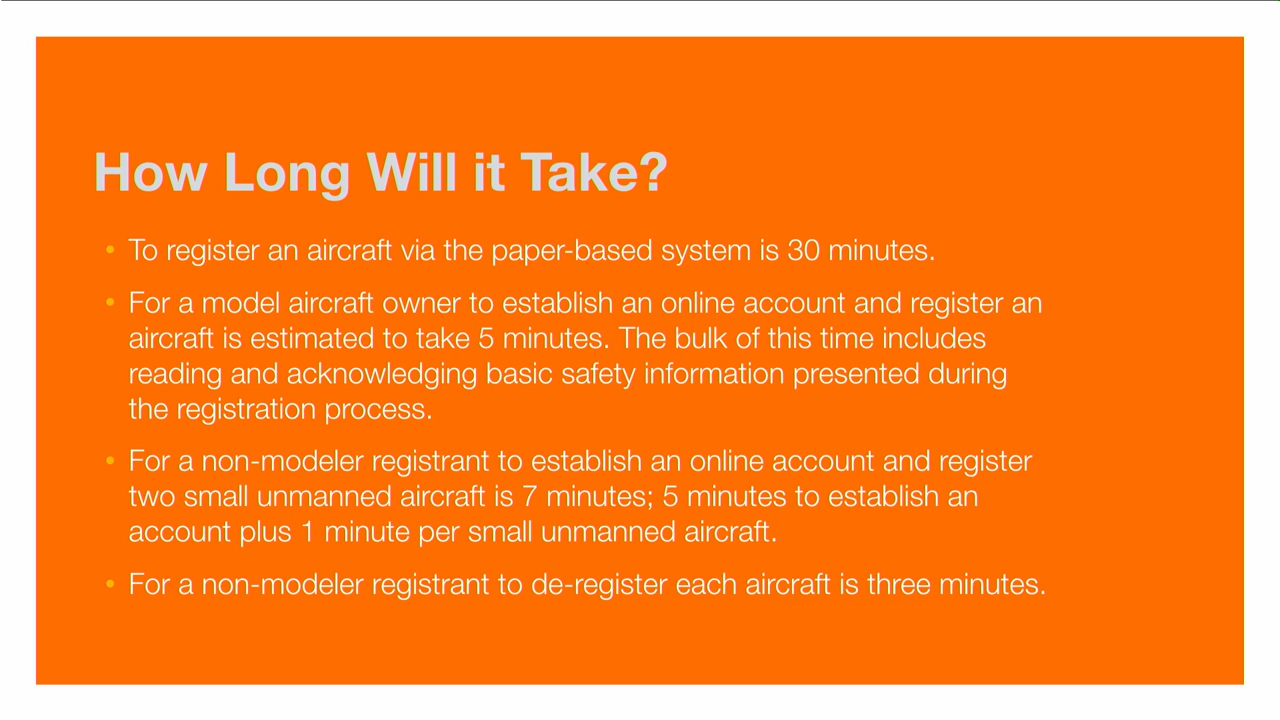 How Long Will it Take?
• To register an aircraft via the paper-based system is 30 minutes.
• For a model aircraft owner to establish an online account and register an
aircraft is estimated to take 5 minutes. The bulk of this time includes
reading and acknowledging basic safety information presented during
the registration process.
• For a non-modeler registrant to establish an online account and register
two small unmanned aircraft is 7 minutes; 5 minutes to establish an
account plus 1 minute per small unmanned aircraft.
• For a non-modeler registrant to de-register each aircraft is three minutes.